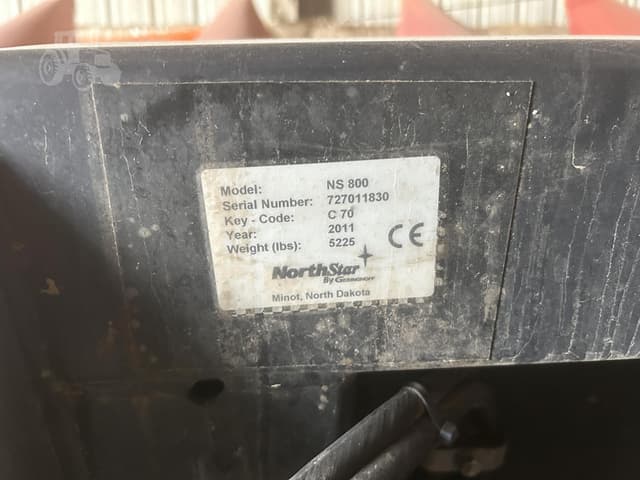 Model: NS 800
Serial Number: 727011830
Key - Code: C 70
Year: 2011
Weight (lbs): 5225
CE
NorthStar
By Geringhoff
Minot, North Dakota